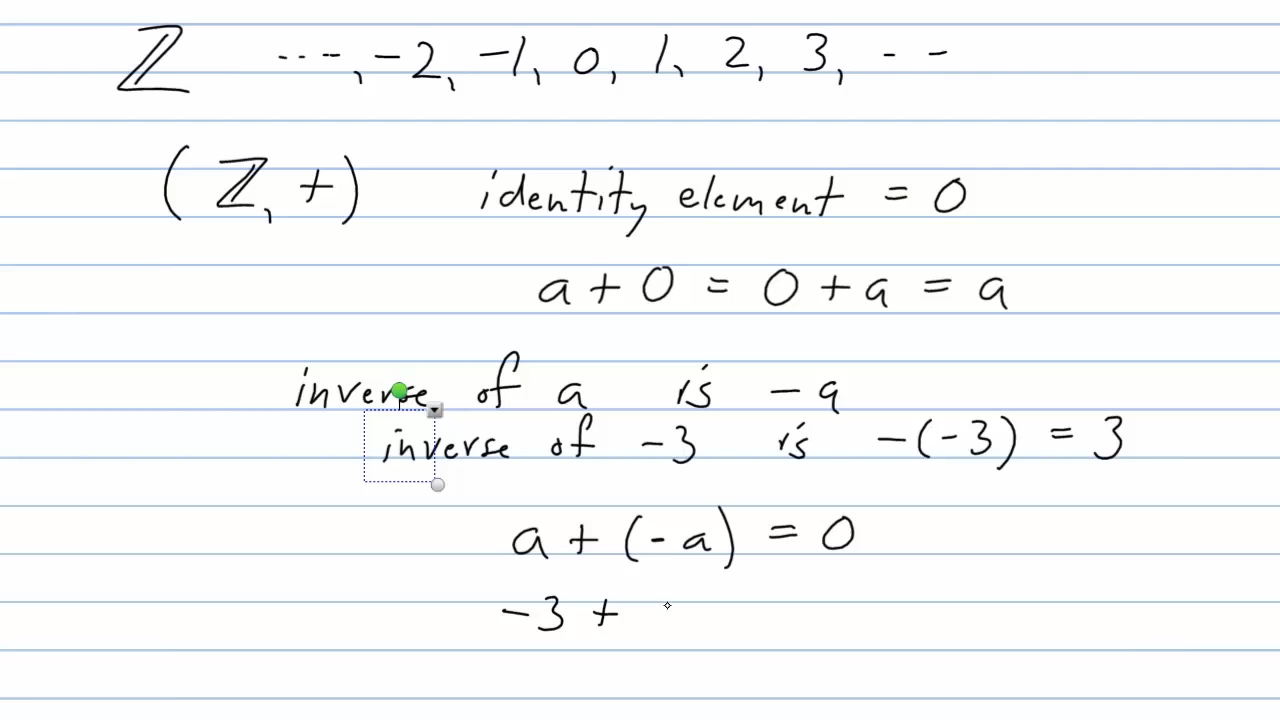 ℤ ---, -2, -1, 0, 1, 2, 3, --
(ℤ, +) identity element = 0
a + 0 = 0 + a = a
inverse of a is -a
inverse of -3 is -(-3) = 3
a + (-a) = 0
-3 +